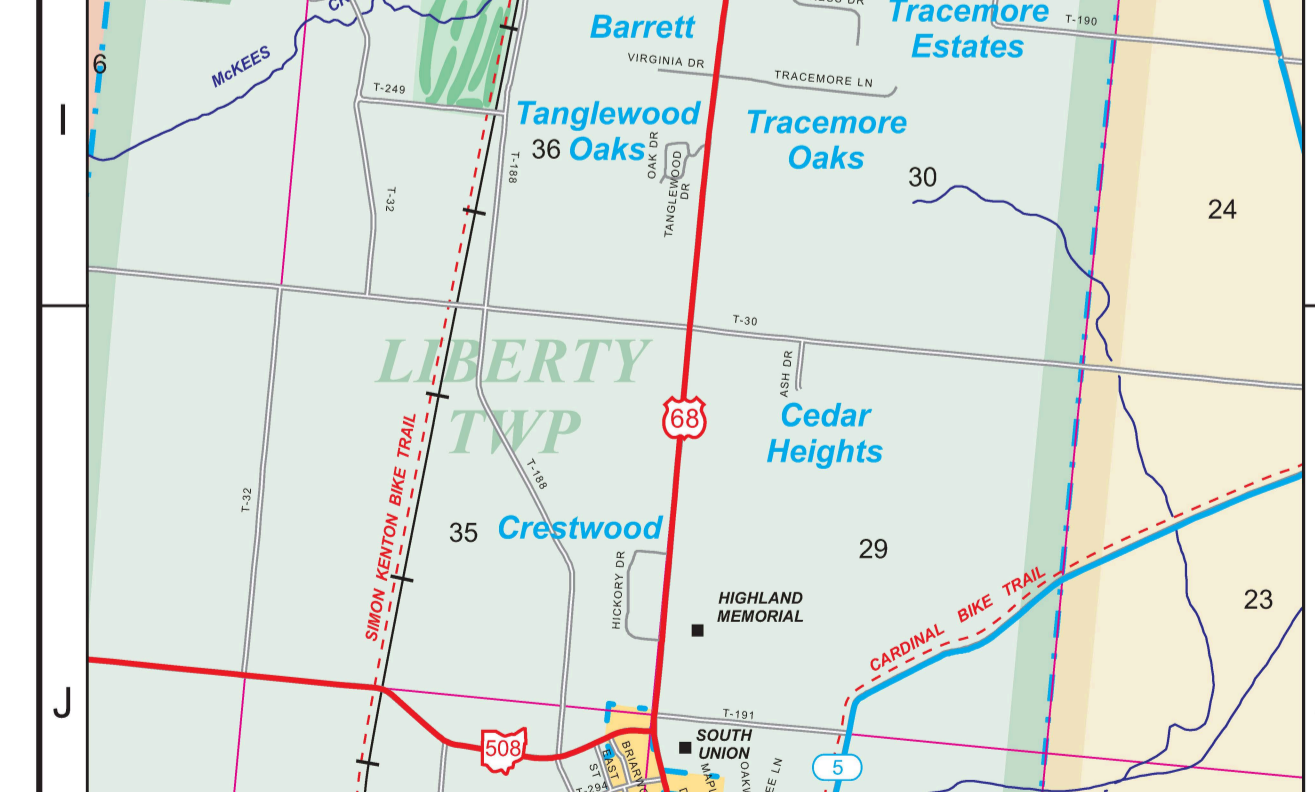 Barrett
Tracemore
Estates
T-190
6
McKEES
VIRGINIA DR
TRACEMORE LN
T-249
I
Tanglewood
36 Oaks
OAK DR
TANGLEWOOD
DR
Tracemore
Oaks
T-188
30
24
T-32
T-30
LIBERTY
TWP
ASH DR
68
Cedar
Heights
SIMON KENTON BIKE TRAIL
T-188
T-32
35
Crestwood
29
HICKORY DR
HIGHLAND
MEMORIAL
CARDINAL BIKE TRAIL
23
J
T-191
508
SOUTH
UNION
5
EAST
ST
T-294